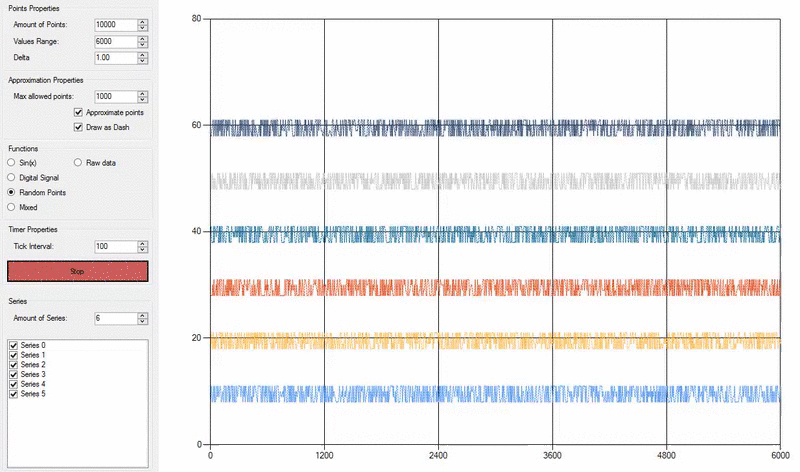 Points Properties
Amount of Points: 10000
Values Range: 6000
Delta 1.00
Approximation Properties
Max allowed points: 1000
Approximate points
Draw as Dash
Functions
Sin(x) Raw data
Digital Signal
Random Points
Mixed
Timer Properties
Tick Interval: 100
Stop
Series
Amount of Series: 6
Series 0
Series 1
Series 2
Series 3
Series 4
Series 5
80
60
40
20
0
0 1200 2400 3600 4800 6000